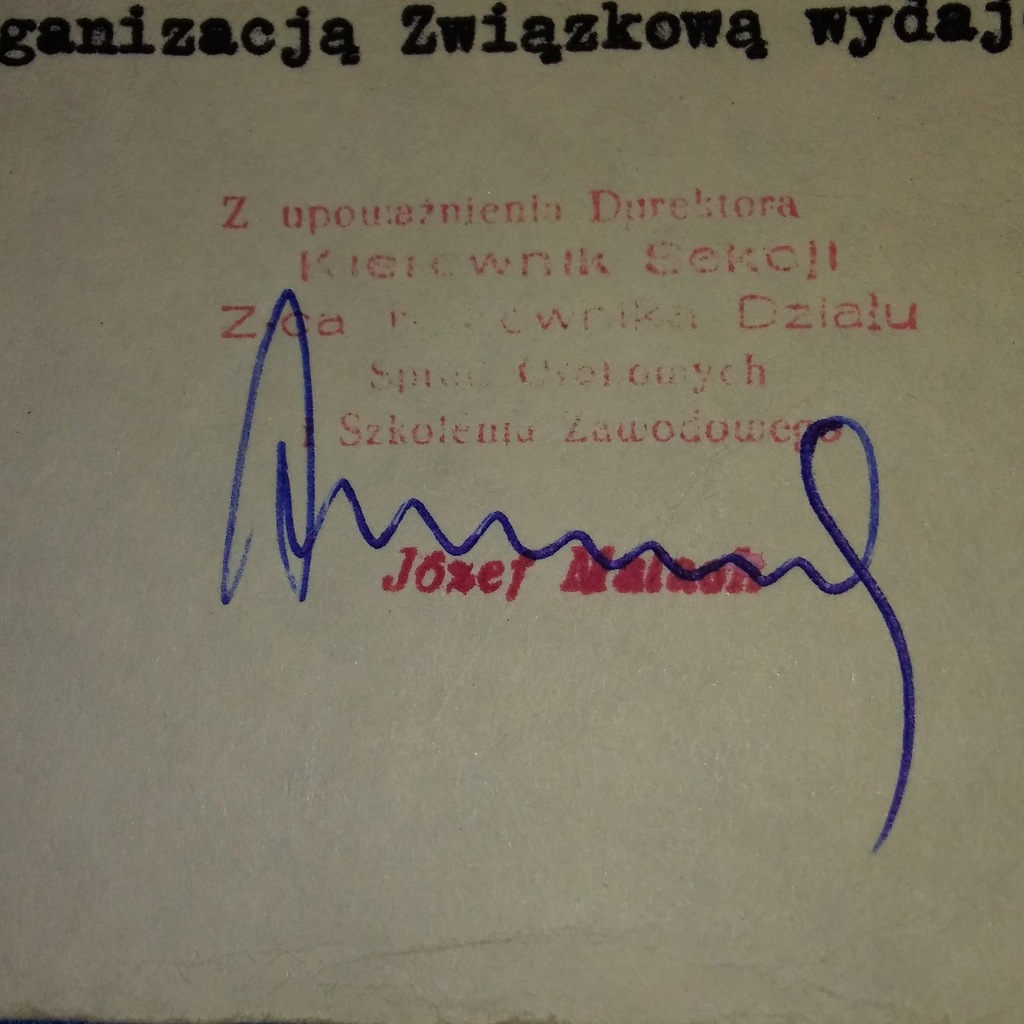 ganizacją Związkową wydaj
Z upoważnienia Dyrektora
Kierownik Sekcji
Z-ca Kierownika Działu
Spraw Osobowych
i Szkolenia Zawodowego
Józef